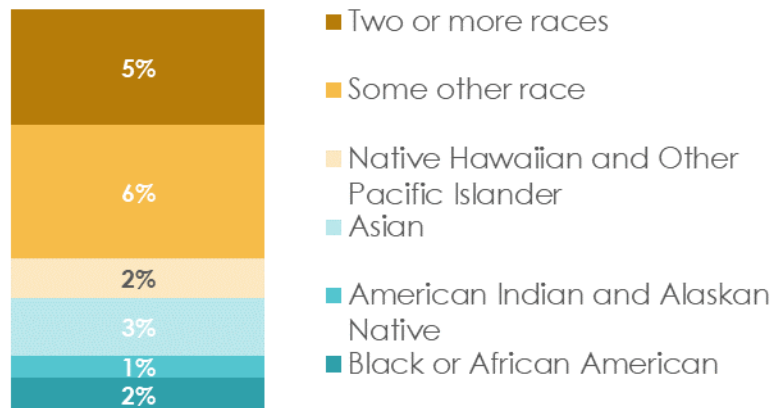 5%
6%
2%
3%
1%
2%
Two or more races
Some other race
Native Hawaiian and Other
Pacific Islander
Asian
American Indian and Alaskan
Native
Black or African American